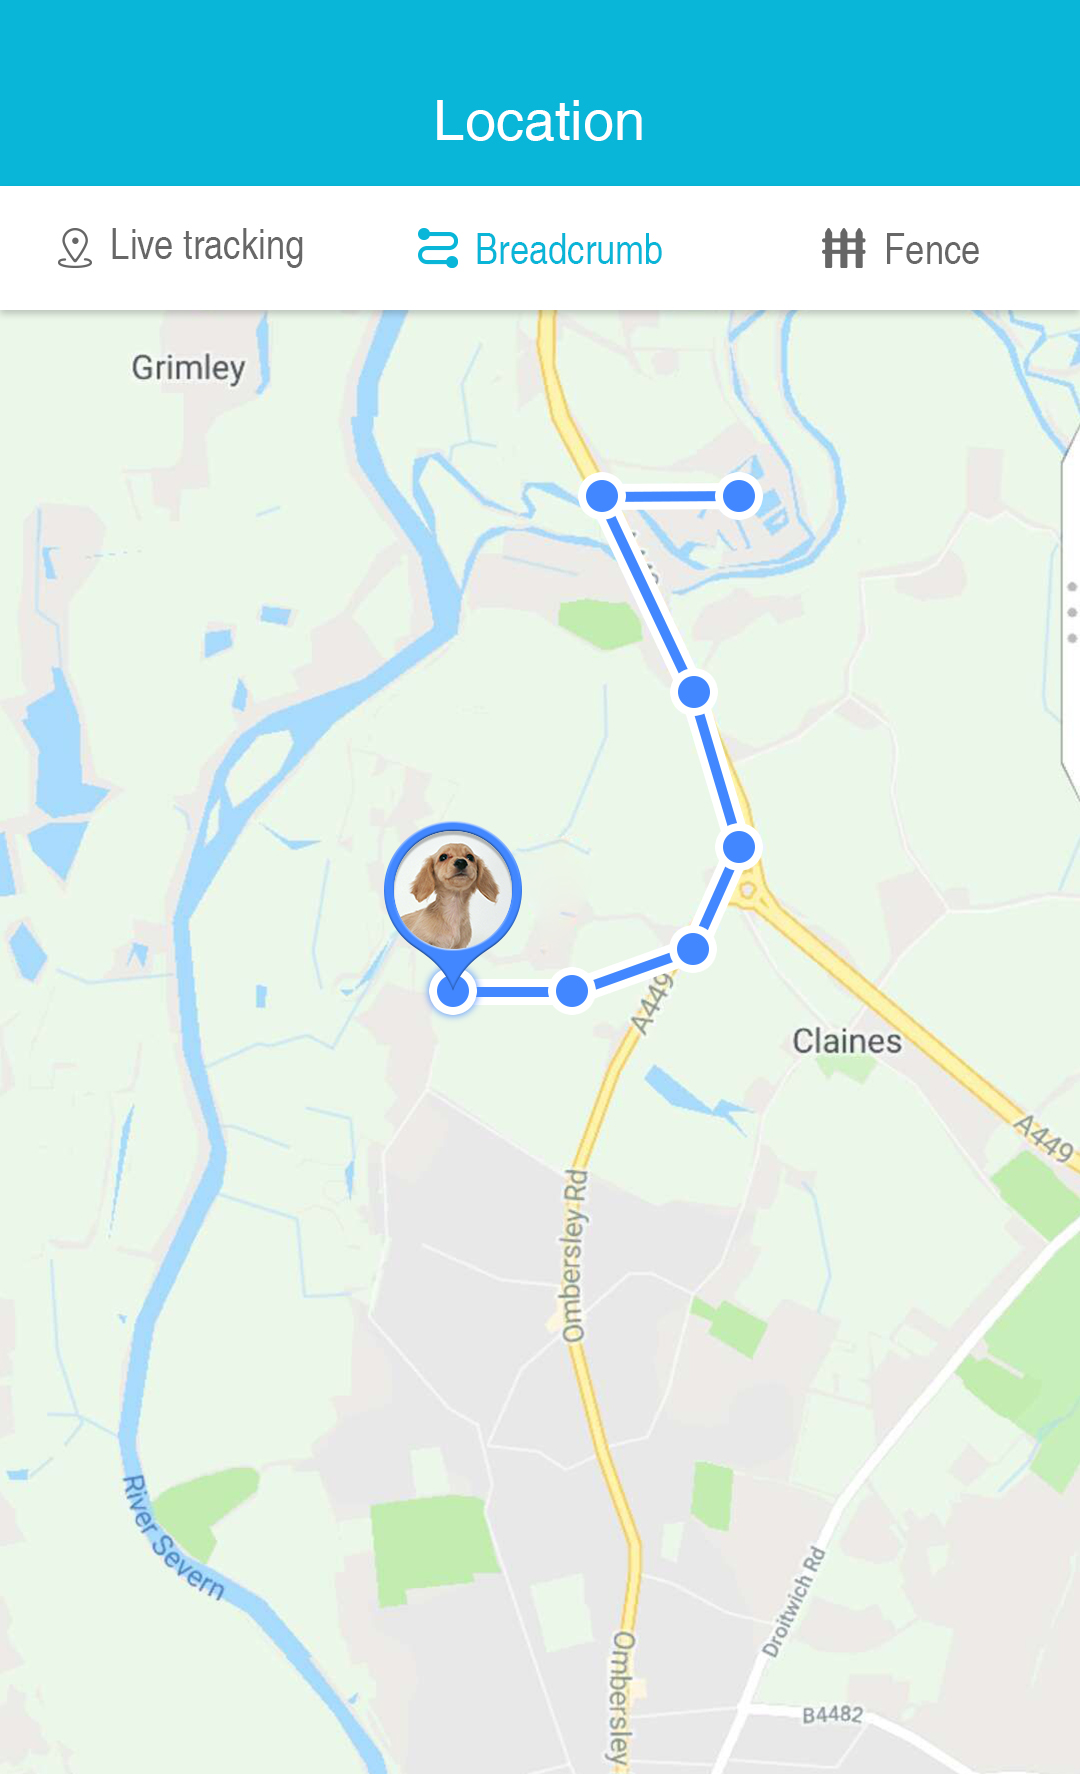 Location
Live tracking
Breadcrumb
Fence
Grimley
A449
Claines
A449
Ombersley Rd
River Severn
Droitwich Rd
Ombersley
B4482